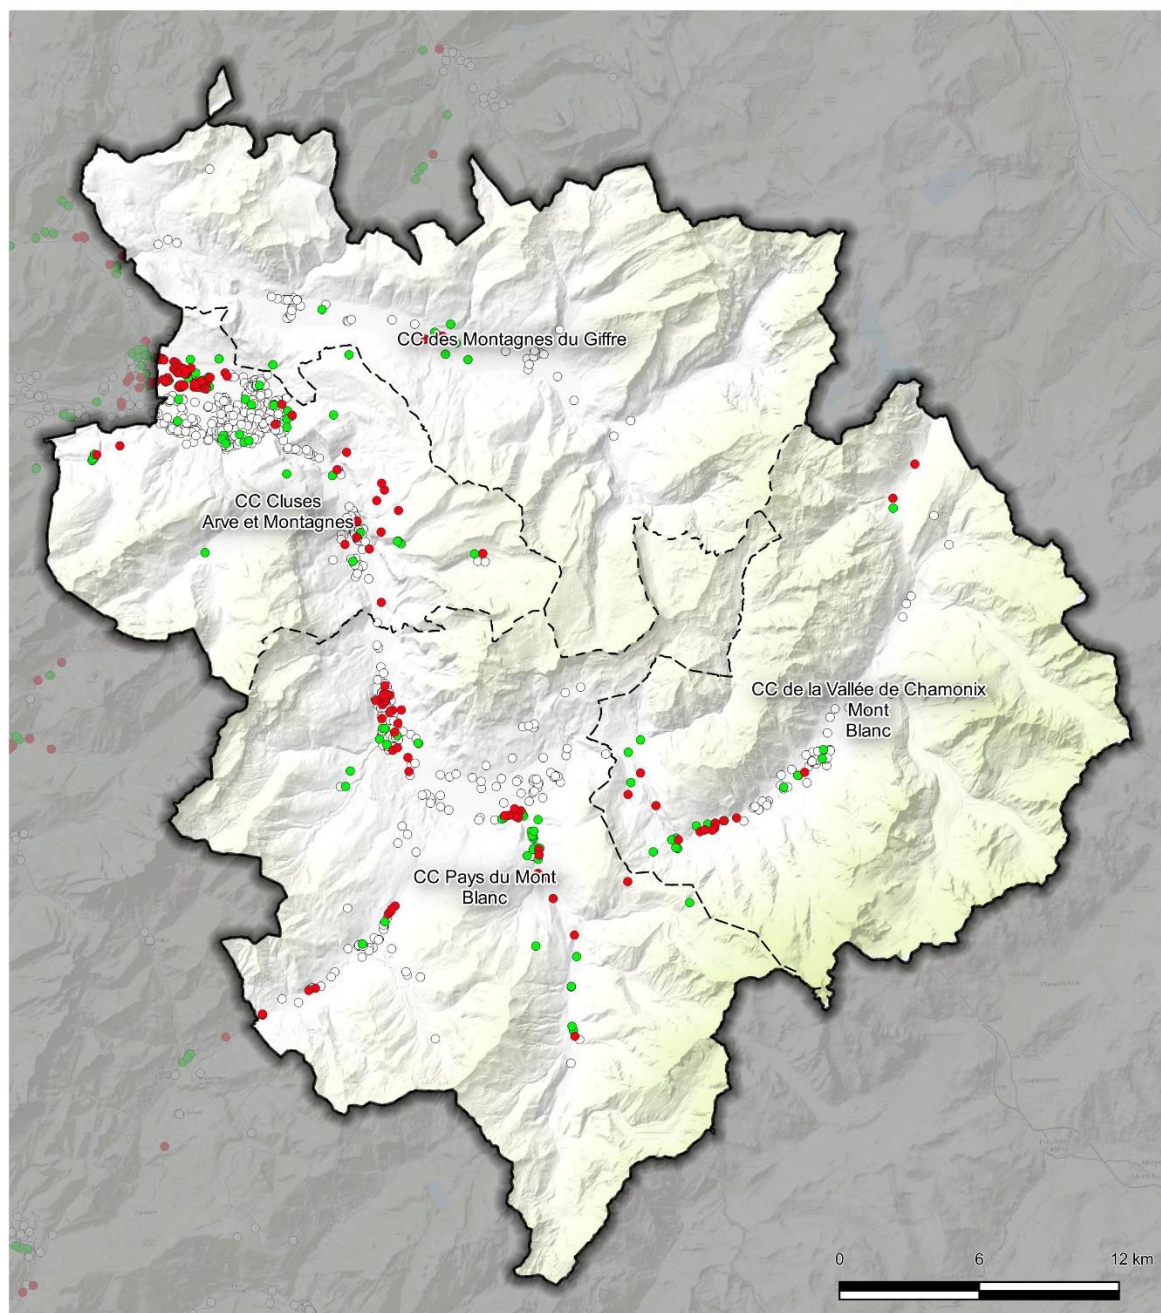 CC des Montagnes du Giffre
CC Cluses
Arve et Montagnes
CC de la Vallée de Chamonix
Mont
Blanc
CC Pays du Mont
Blanc
0 6 12 km